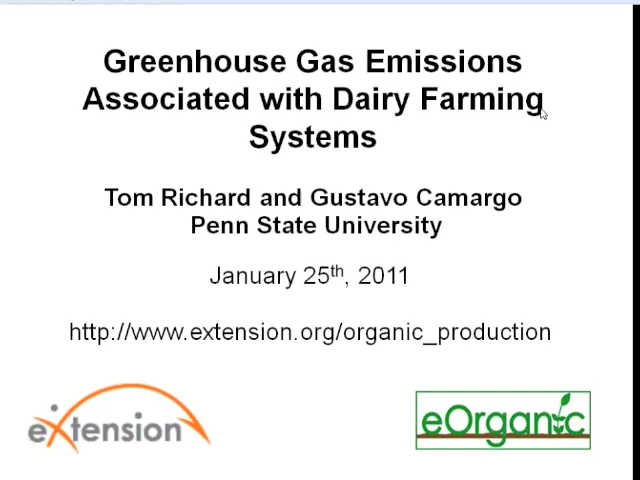 Greenhouse Gas Emissions
Associated with Dairy Farming
Systems
Tom Richard and Gustavo Camargo
Penn State University
January 25th, 2011
http://www.extension.org/organic_production
eXtension
eOrganic